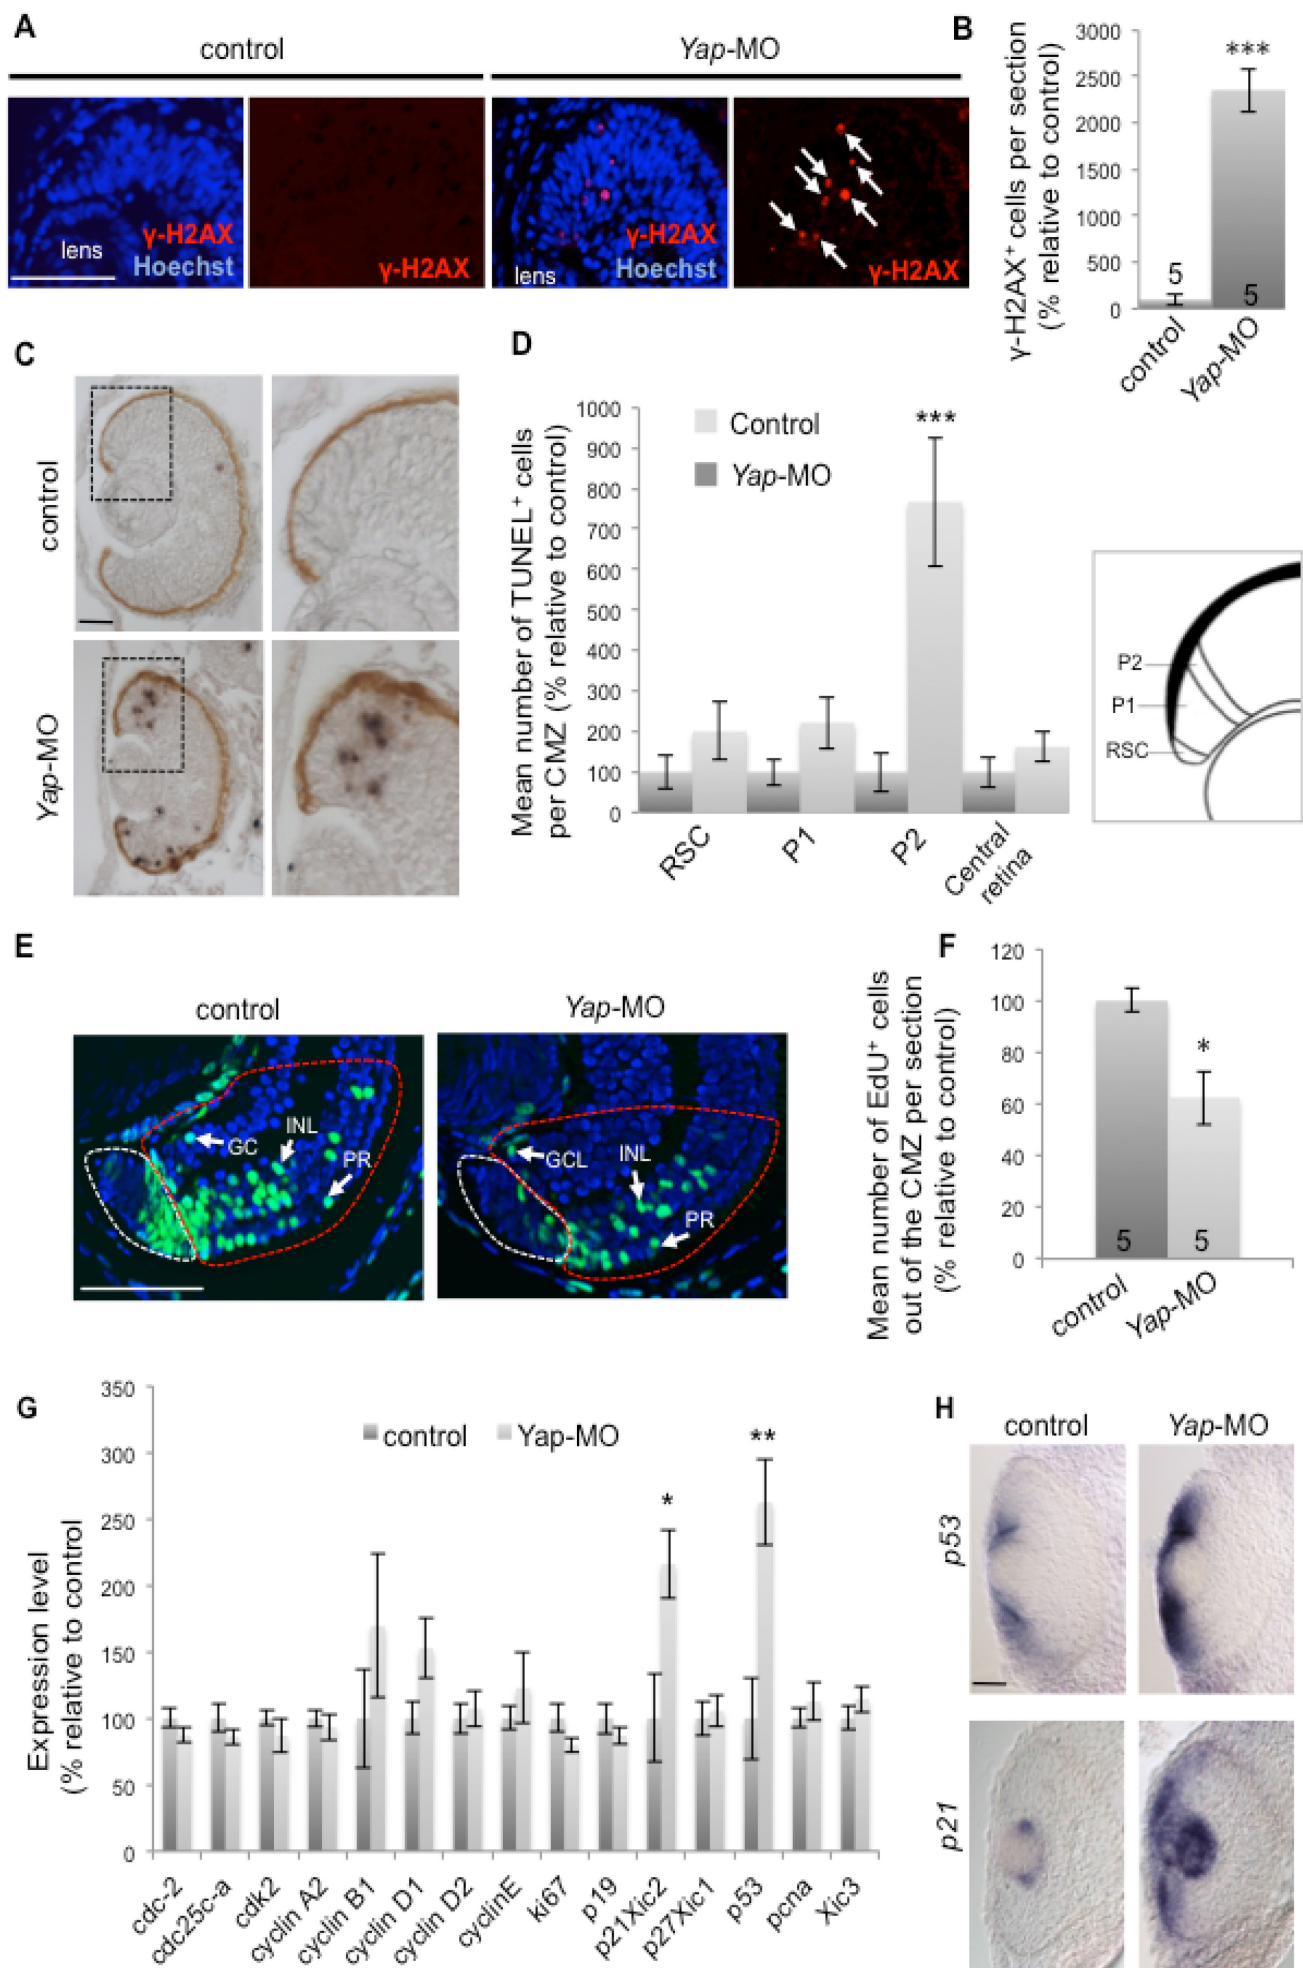 A
control
Yap-MO
lens
γ-H2AX
Hoechst
γ-H2AX
lens
γ-H2AX
Hoechst
γ-H2AX
B
γ-H2AX⁺ cells per section
(% relative to control)
3000
2500
2000
1500
1000
500
0
***
5
5
control
Yap-MO
C
control
Yap-MO
D
Mean number of TUNEL⁺ cells
per CMZ (% relative to control)
1000
900
800
700
600
500
400
300
200
100
0
Control
Yap-MO
***
RSC
P1
P2
Central
retina
P2
P1
RSC
E
control
Yap-MO
GC
INL
PR
GCL
INL
PR
F
Mean number of EdU⁺ cells
out of the CMZ per section
(% relative to control)
120
100
80
60
40
20
0
*
5
5
control
Yap-MO
G
Expression level
(% relative to control)
350
300
250
200
150
100
50
0
control
Yap-MO
*
**
cdc-2
cdc25c-a
cdk2
cyclin A2
cyclin B1
cyclin D1
cyclin D2
cyclinE
ki67
p19
p21Xic2
p27Xic1
p53
pcna
Xic3
H
control
Yap-MO
p53
p21